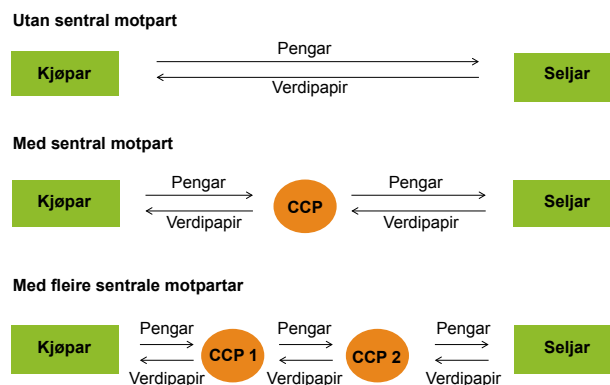 Utan sentral motpart
Pengar
Kjøpar
Seljar
Verdipapir
Med sentral motpart
Pengar
Pengar
Kjøpar
CCP
Seljar
Verdipapir
Verdipapir
Med fleire sentrale motpartar
Pengar
Pengar
Pengar
Kjøpar
CCP 1
CCP 2
Seljar
Verdipapir
Verdipapir
Verdipapir